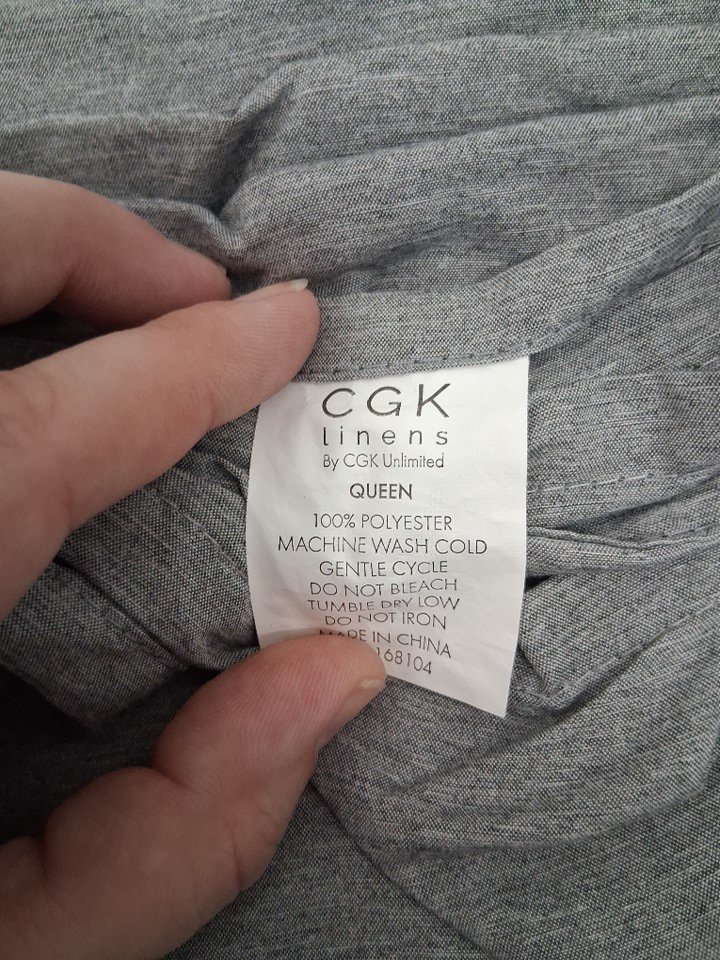 CGK
linens
By CGK Unlimited
QUEEN
100% POLYESTER
MACHINE WASH COLD
GENTLE CYCLE
DO NOT BLEACH
TUMBLE DRY LOW
DO NOT IRON
MADE IN CHINA
168104